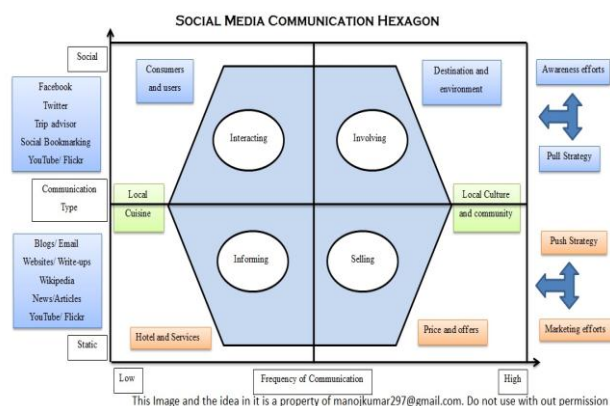 SOCIAL MEDIA COMMUNICATION HEXAGON
Social
Facebook
Twitter
Trip advisor
Social Bookmarking
YouTube/ Flickr
Communication
Type
Blogs/ Email
Websites/ Write-ups
Wikipedia
News/Articles
YouTube/ Flickr
Static
Consumers
and users
Destination and
environment
Interacting
Involving
Local
Cuisine
Local Culture
and community
Informing
Selling
Hotel and Services
Price and offers
Low
Frequency of Communication
High
Awareness efforts
Pull Strategy
Push Strategy
Marketing efforts
This Image and the idea in it is a property of manojkumar297@gmail.com. Do not use with out permission